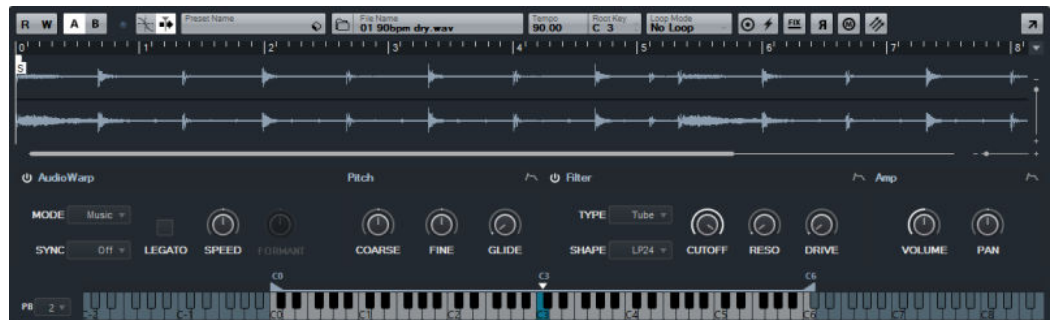 R W A B Preset Name File Name 01 90bpm dry.wav Tempo 90.00 Root Key C 3 Loop Mode No Loop FIX R M
0 1 2 3 4 5 6 7 8
S
AudioWarp Pitch Filter Amp
MODE Music TYPE Tube
SYNC Off LEGATO SPEED FORMANT COARSE FINE GLIDE SHAPE LP24 CUTOFF RESO DRIVE VOLUME PAN
C0 C3 C6
PB 2 C-2 C-1 C0 C1 C2 C3 C4 C5 C6 C7 C8